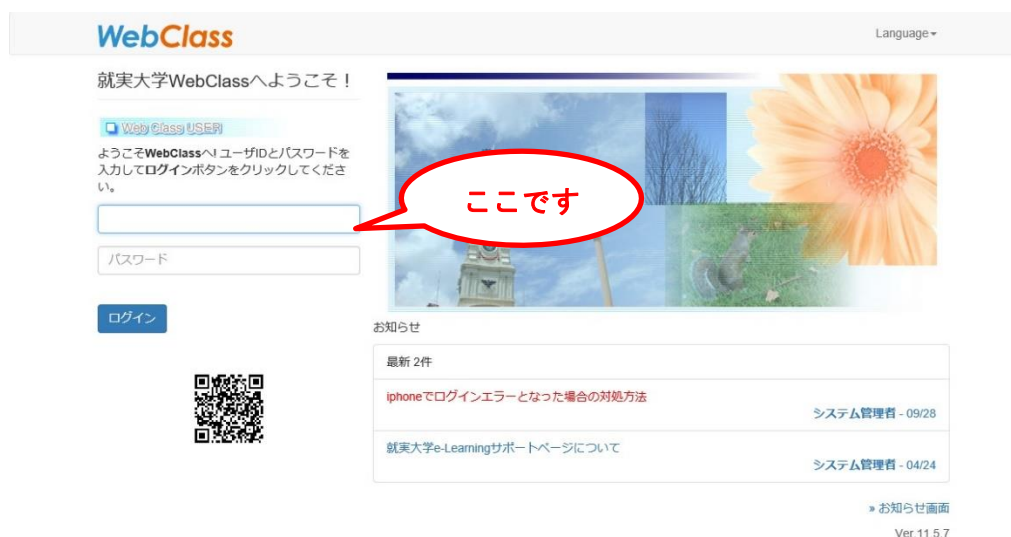 WebClass
Language
就実大学WebClassへようこそ！
Web Class USER
ようこそWebClassへ! ユーザIDとパスワードを
入力してログインボタンをクリックしてくださ
い。
ここです
パスワード
ログイン
お知らせ
最新 2件
iphoneでログインエラーとなった場合の対処方法
システム管理者 - 09/28
就実大学e-Learningサポートページについて
システム管理者 - 04/24
» お知らせ画面
Ver.11.5.7